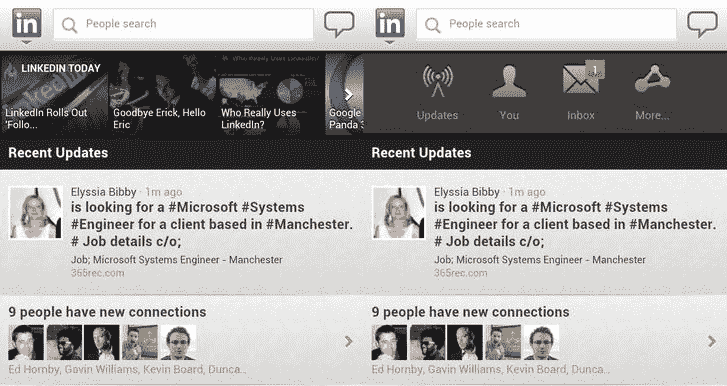 in
People search
LINKEDIN TODAY
LinkedIn Rolls Out 'Follo...
Goodbye Erick, Hello Eric
Who Really Uses LinkedIn?
Google
Panda
Recent Updates
Elyssia Bibby · 1m ago
is looking for a #Microsoft #Systems
#Engineer for a client based in #Manchester.
# Job details c/o;
Job; Microsoft Systems Engineer - Manchester
365rec.com
9 people have new connections
Ed Hornby, Gavin Williams, Kevin Board, Dunca...
in
People search
Updates
You
1
Inbox
More...
Recent Updates
Elyssia Bibby · 1m ago
is looking for a #Microsoft #Systems
#Engineer for a client based in #Manchester.
# Job details c/o;
Job; Microsoft Systems Engineer - Manchester
365rec.com
9 people have new connections
Ed Hornby, Gavin Williams, Kevin Board, Dunca...